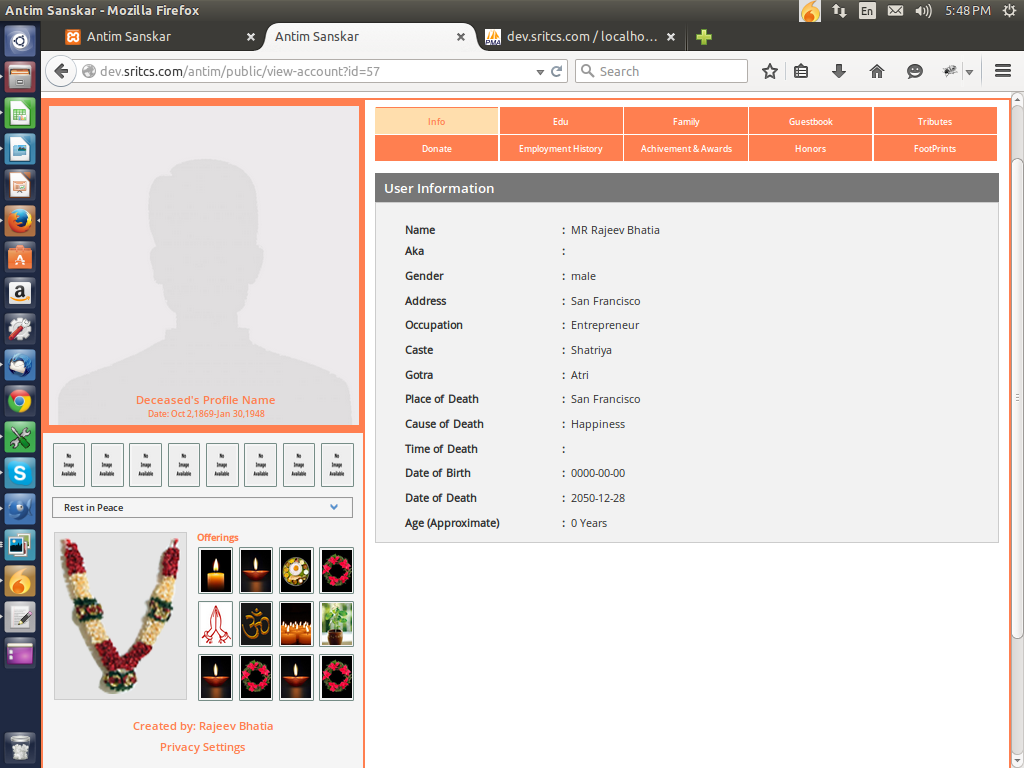 Antim Sanskar - Mozilla Firefox
En
5:48 PM
Antim Sanskar
Antim Sanskar
dev.sritcs.com / localho...
dev.sritcs.com/antim/public/view-account?id=57
Search
Info
Edu
Family
Guestbook
Tributes
Donate
Employment History
Achivement & Awards
Honors
FootPrints
User Information
Name : MR Rajeev Bhatia
Aka :
Gender : male
Address : San Francisco
Occupation : Entrepreneur
Caste : Shatriya
Gotra : Atri
Place of Death : San Francisco
Cause of Death : Happiness
Time of Death :
Date of Birth : 0000-00-00
Date of Death : 2050-12-28
Age (Approximate) : 0 Years
Deceased's Profile Name
Date: Oct 2,1869-Jan 30,1948
No Image Available
No Image Available
No Image Available
No Image Available
No Image Available
No Image Available
No Image Available
No Image Available
Rest in Peace
Offerings
ॐ
Created by: Rajeev Bhatia
Privacy Settings